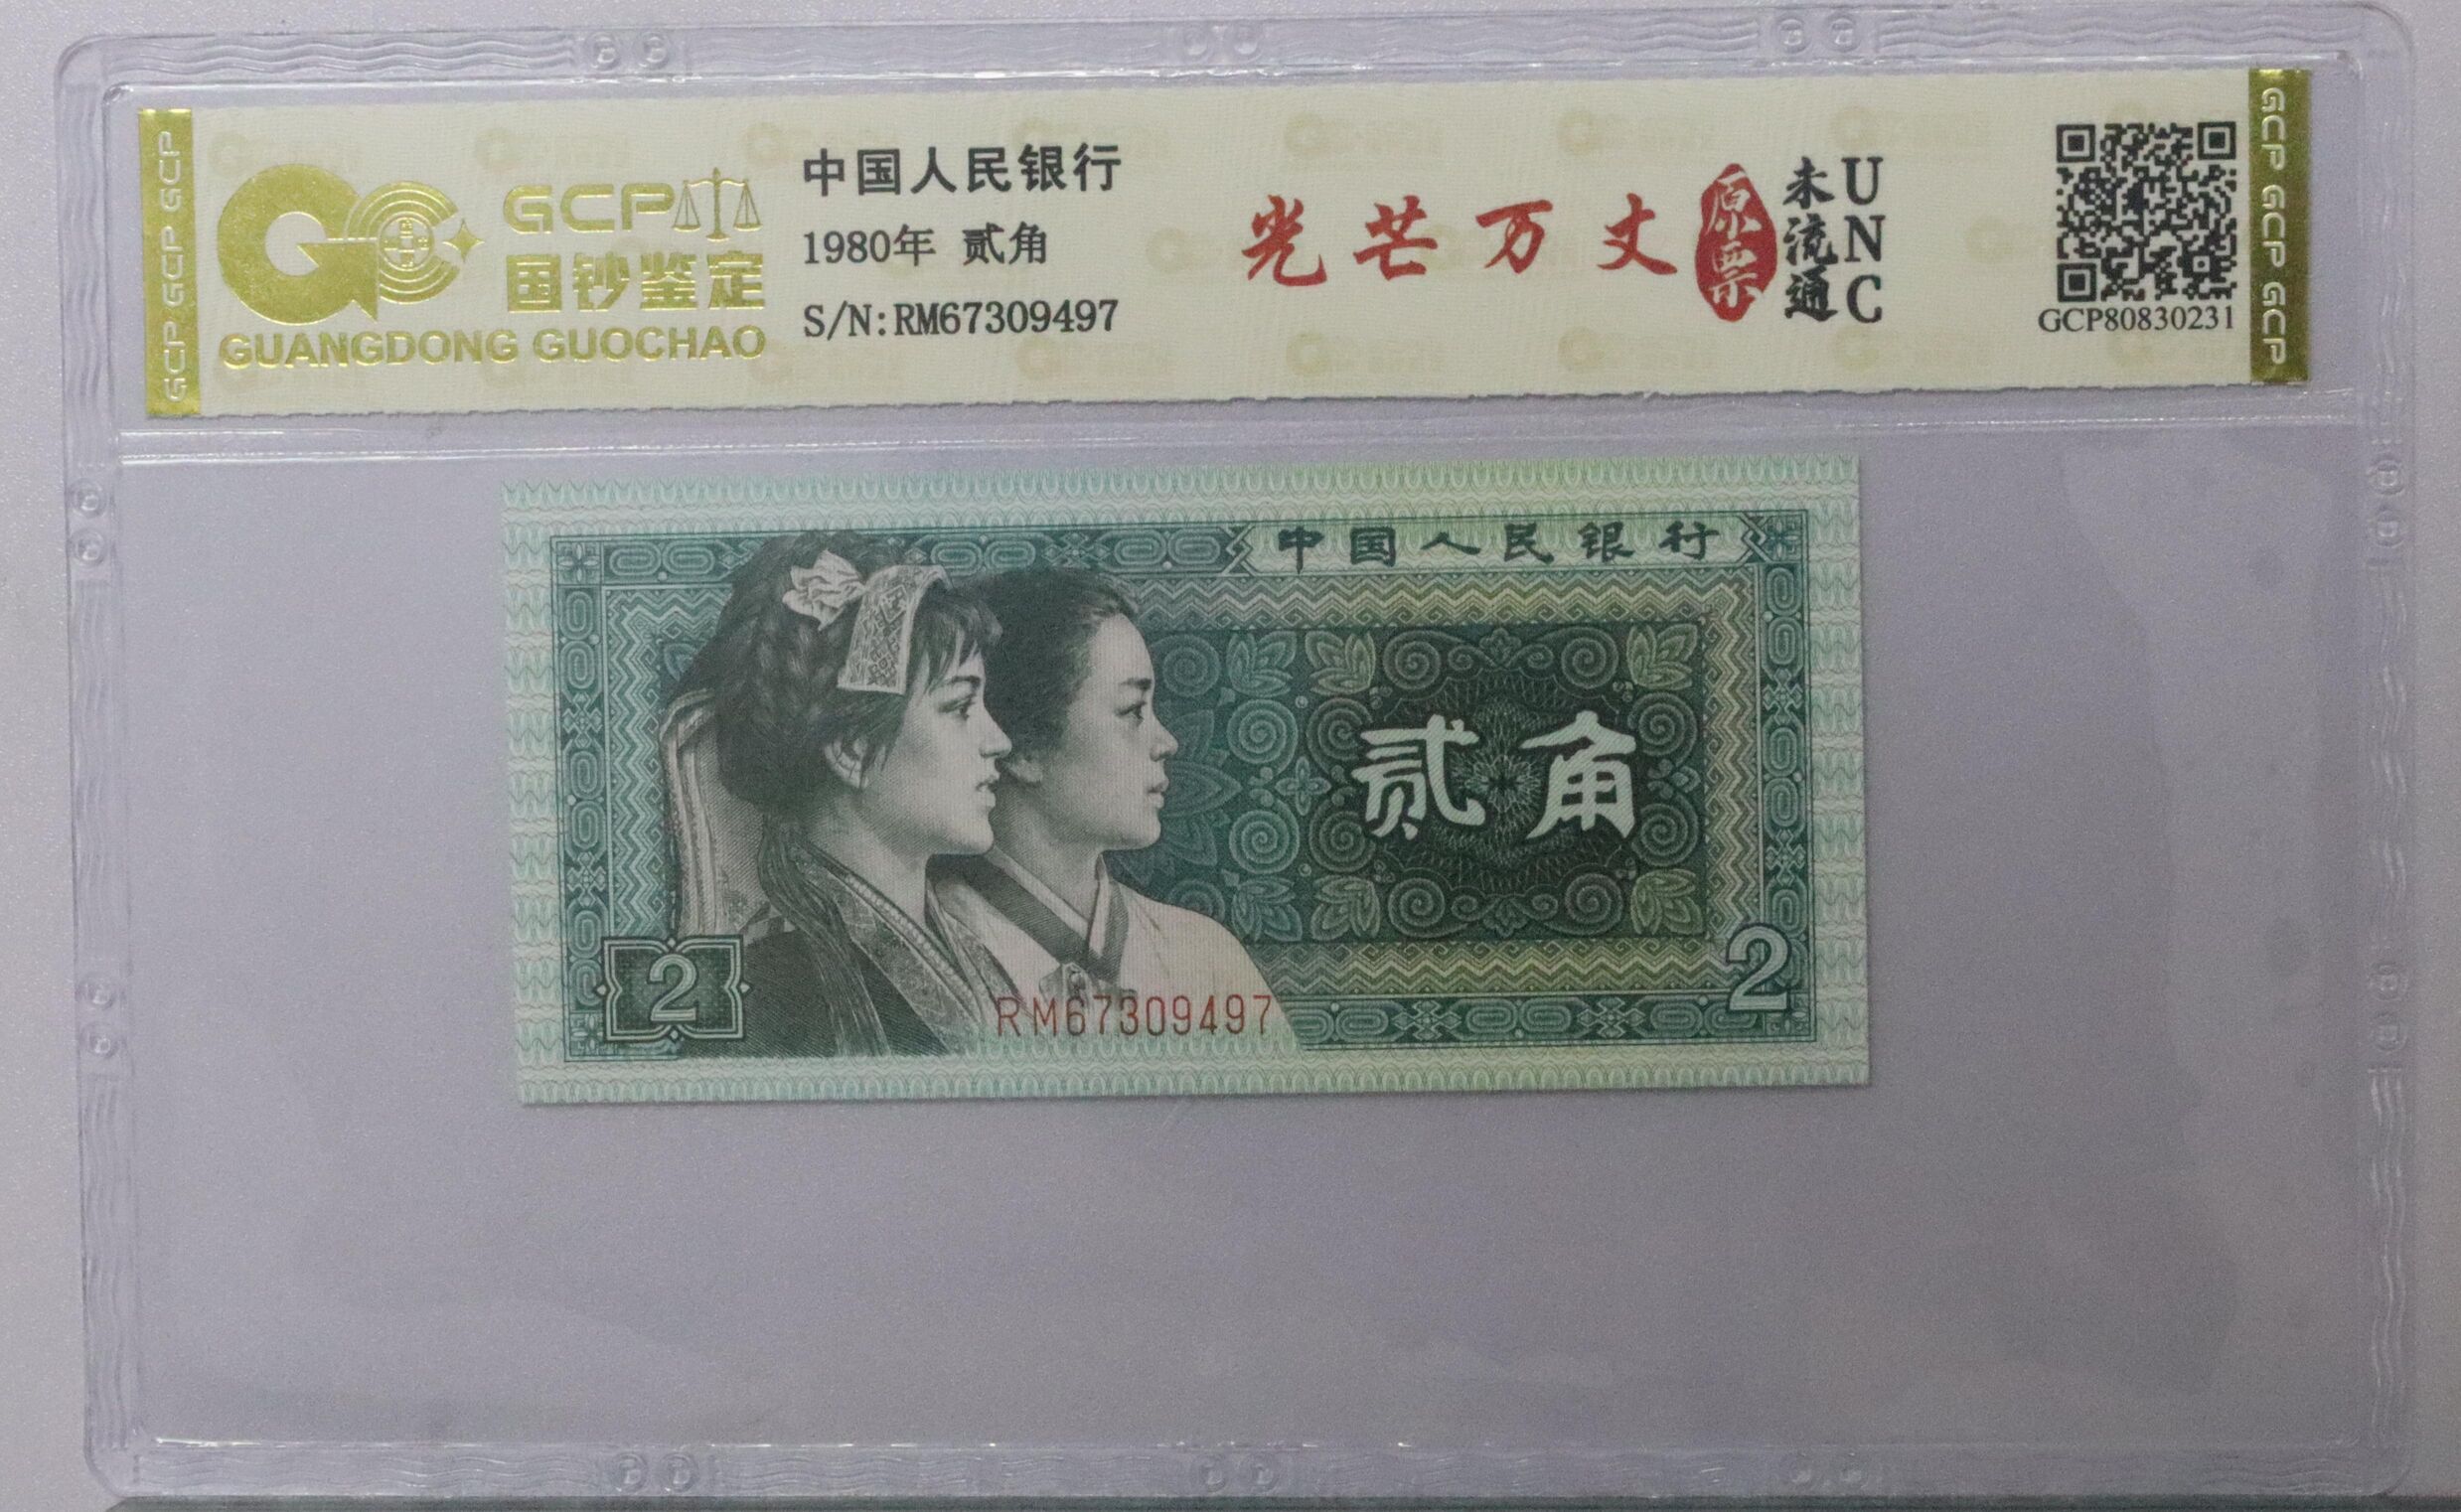 GCP GCP GCP
GCP
国钞鉴定
GUANGDONG GUOCHAO
中国人民银行
1980年 贰角
S/N:RM67309497
光芒万丈
原票
未流通
UNC
GCP80830231
GCP GCP GCP GCP
中国人民银行
贰角
2
RM67309497
2